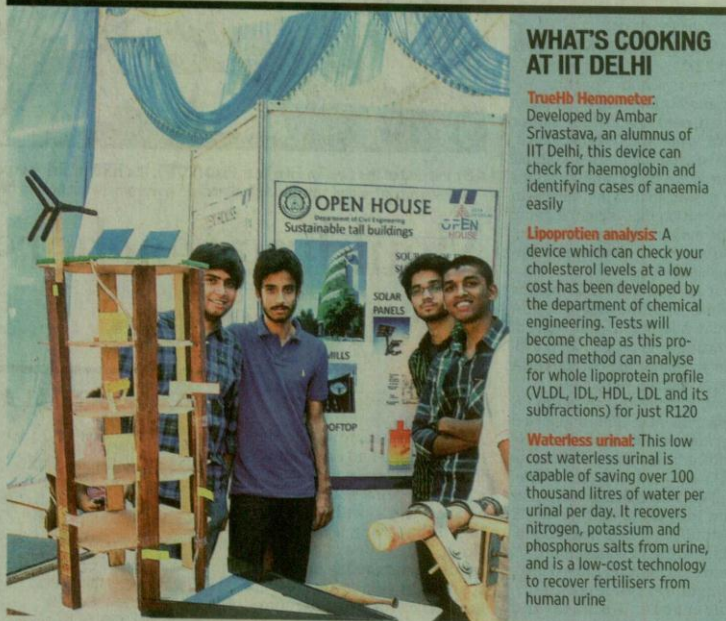 WHAT'S COOKING
AT IIT DELHI
TrueHb Hemometer:
Developed by Ambar
Srivastava, an alumnus of
IIT Delhi, this device can
check for haemoglobin and
identifying cases of anaemia
easily
Lipoprotien analysis: A
device which can check your
cholesterol levels at a low
cost has been developed by
the department of chemical
engineering. Tests will
become cheap as this pro-
posed method can analyse
for whole lipoprotein profile
(VLDL, IDL, HDL, LDL and its
subfractions) for just R120
Waterless urinal: This low
cost waterless urinal is
capable of saving over 100
thousand litres of water per
urinal per day. It recovers
nitrogen, potassium and
phosphorus salts from urine,
and is a low-cost technology
to recover fertilisers from
human urine
OPEN HOUSE
Department of Civil Engineering
Sustainable tall buildings
OPEN
HOUSE
SOLAR
PANELS